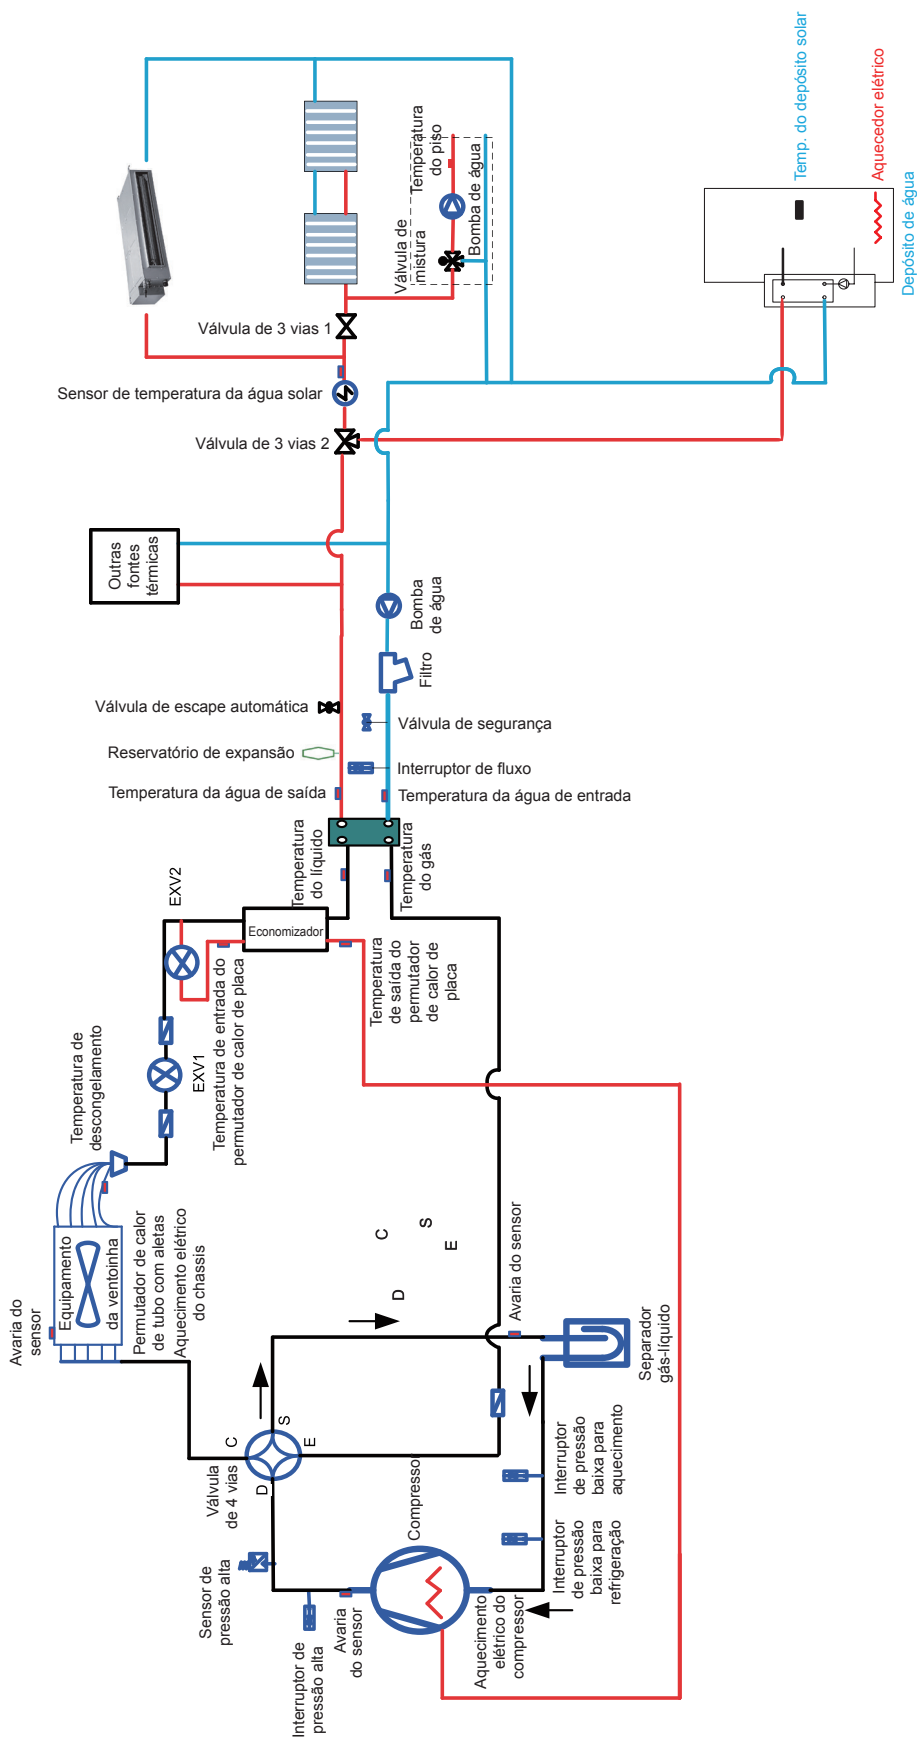 Temp. do depósito solar
Aquecedor elétrico
Depósito de água
Temperatura
do piso
Bomba de água
Válvula de
mistura
Válvula de 3 vias 1
Sensor de temperatura da água solar
Válvula de 3 vias 2
Outras
fontes
térmicas
Bomba
de água
Filtro
Válvula de escape automática
Válvula de segurança
Reservatório de expansão
Interruptor de fluxo
Temperatura da água de saída
Temperatura da água de entrada
Temperatura
do líquido
Temperatura
do gás
EXV2
Economizador
Temperatura de entrada do
permutador de calor de placa
Temperatura
de saída do
permutador
de calor de
placa
EXV1
Temperatura de
descongelamento
Avaria do
sensor
Equipamento
da ventoinha
Permutador de calor
de tubo com aletas
Aquecimento elétrico
do chassis
C
S
E
D
Avaria do sensor
Separador
gás-líquido
C
S
E
D
Válvula
de 4 vias
Compressor
Interruptor
de pressão
baixa para
aquecimento
Interruptor
de pressão
baixa para
refrigeração
Sensor de
pressão alta
Interruptor de
pressão alta
Avaria
do sensor
Aquecimento
elétrico do
compressor